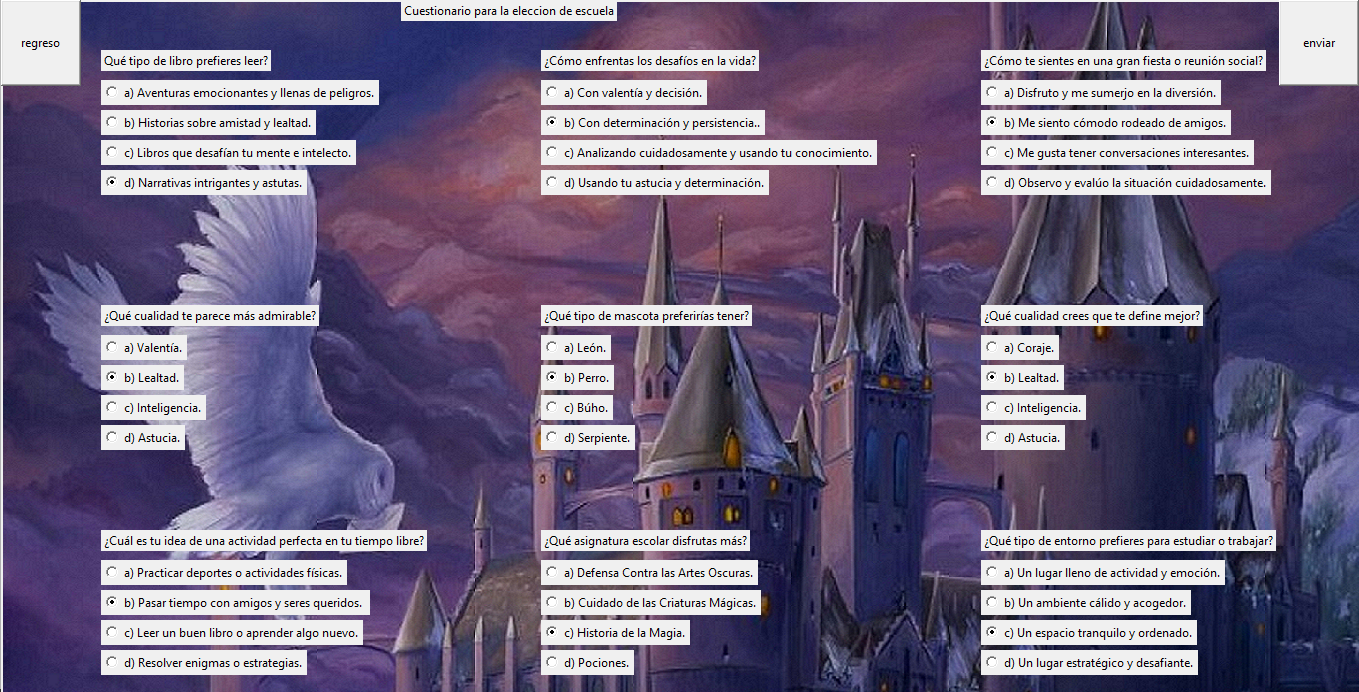 Cuestionario para la eleccion de escuela
regreso
enviar
Qué tipo de libro prefieres leer?
a) Aventuras emocionantes y llenas de peligros.
b) Historias sobre amistad y lealtad.
c) Libros que desafían tu mente e intelecto.
d) Narrativas intrigantes y astutas.
¿Cómo enfrentas los desafíos en la vida?
a) Con valentía y decisión.
b) Con determinación y persistencia..
c) Analizando cuidadosamente y usando tu conocimiento.
d) Usando tu astucia y determinación.
¿Cómo te sientes en una gran fiesta o reunión social?
a) Disfruto y me sumerjo en la diversión.
b) Me siento cómodo rodeado de amigos.
c) Me gusta tener conversaciones interesantes.
d) Observo y evalúo la situación cuidadosamente.
¿Qué cualidad te parece más admirable?
a) Valentía.
b) Lealtad.
c) Inteligencia.
d) Astucia.
¿Qué tipo de mascota preferirías tener?
a) León.
b) Perro.
c) Búho.
d) Serpiente.
¿Qué cualidad crees que te define mejor?
a) Coraje.
b) Lealtad.
c) Inteligencia.
d) Astucia.
¿Cuál es tu idea de una actividad perfecta en tu tiempo libre?
a) Practicar deportes o actividades físicas.
b) Pasar tiempo con amigos y seres queridos.
c) Leer un buen libro o aprender algo nuevo.
d) Resolver enigmas o estrategias.
¿Qué asignatura escolar disfrutas más?
a) Defensa Contra las Artes Oscuras.
b) Cuidado de las Criaturas Mágicas.
c) Historia de la Magia.
d) Pociones.
¿Qué tipo de entorno prefieres para estudiar o trabajar?
a) Un lugar lleno de actividad y emoción.
b) Un ambiente cálido y acogedor.
c) Un espacio tranquilo y ordenado.
d) Un lugar estratégico y desafiante.